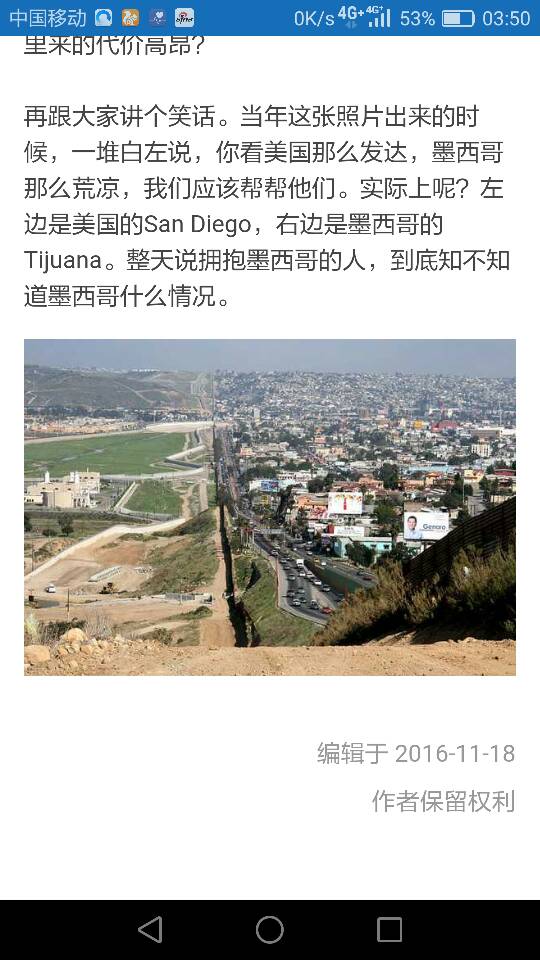 中国移动 0K/s 4G+ 4G+ 53% 03:50
里来的代价高昂？
再跟大家讲个笑话。当年这张照片出来的时
候，一堆白左说，你看美国那么发达，墨西哥
那么荒凉，我们应该帮帮他们。实际上呢？左
边是美国的San Diego，右边是墨西哥的
Tijuana。整天说拥抱墨西哥的人，到底知不知
道墨西哥什么情况。
Genaro
编辑于 2016-11-18
作者保留权利